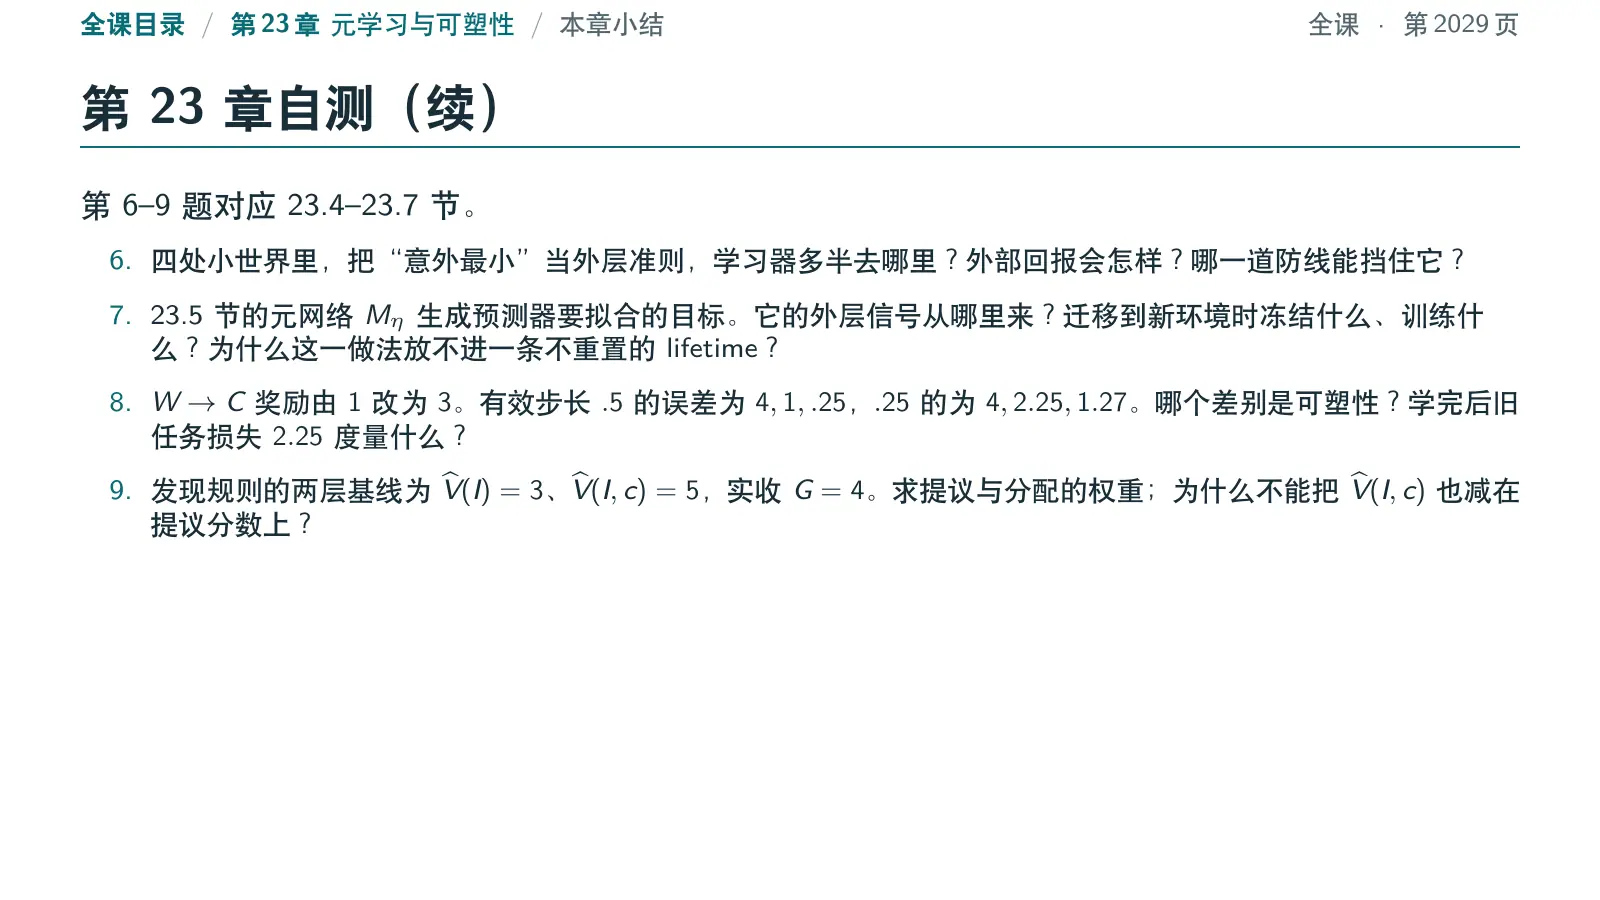 全课目录 / 第 23 章 元学习与可塑性 / 本章小结
全课 · 第 2029 页
第 23 章自测（续）
第 6–9 题对应 23.4–23.7 节。
6. 四处小世界里，把“意外最小”当外层准则，学习器多半去哪里？外部回报会怎样？哪一道防线能挡住它？
7. 23.5 节的元网络 M_η 生成预测器要拟合的目标。它的外层信号从哪里来？迁移到新环境时冻结什么、训练什
么？为什么这一做法放不进一条不重置的 lifetime？
8. W → C 奖励由 1 改为 3。有效步长 .5 的误差为 4, 1, .25，.25 的为 4, 2.25, 1.27。哪个差别是可塑性？学完后旧
任务损失 2.25 度量什么？
9. 发现规则的两层基线为 V̂(I) = 3、V̂(I, c) = 5，实收 G = 4。求提议与分配的权重；为什么不能把 V̂(I, c) 也减在
提议分数上？